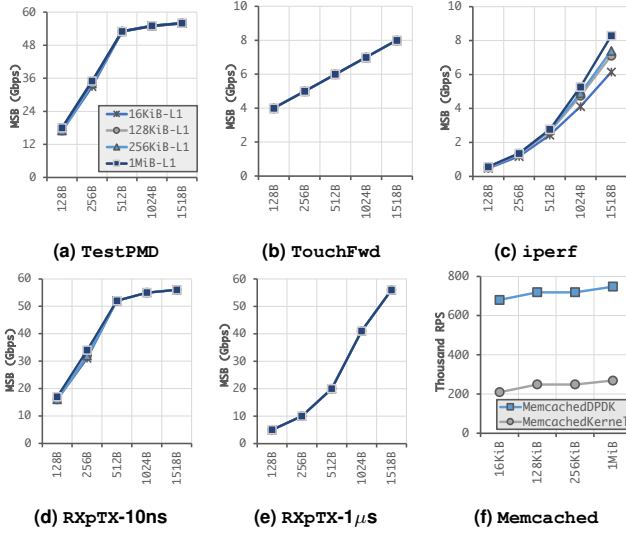 MSB (Gbps)
60
48
36
24
12
0
16KiB-L1
128KiB-L1
256KiB-L1
1MiB-L1
128B
256B
512B
1024B
1518B
(a) TestPMD
MSB (Gbps)
10
8
6
4
2
0
128B
256B
512B
1024B
1518B
(b) TouchFwd
MSB (Gbps)
10
8
6
4
2
0
128B
256B
512B
1024B
1518B
(c) iperf
MSB (Gbps)
60
50
40
30
20
10
0
128B
256B
512B
1024B
1518B
(d) RXpTX-10ns
MSB (Gbps)
60
50
40
30
20
10
0
128B
256B
512B
1024B
1518B
(e) RXpTX-1μs
Thousand RPS
800
600
400
200
0
MemcachedDPDK
MemcachedKernel
16KiB
128KiB
256KiB
1MiB
(f) Memcached